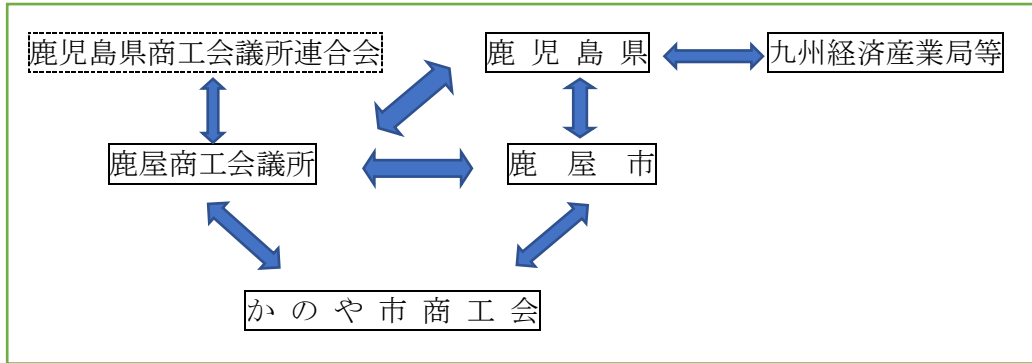 鹿児島県商工会議所連合会
鹿 児 島 県
九州経済産業局等
鹿屋商工会議所
鹿 屋 市
か の や 市 商 工 会